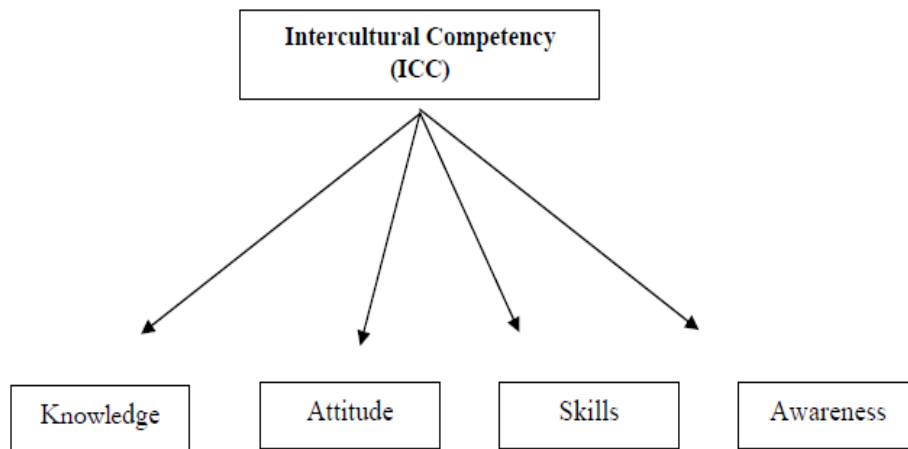 Intercultural Competency
(ICC)
Knowledge
Attitude
Skills
Awareness